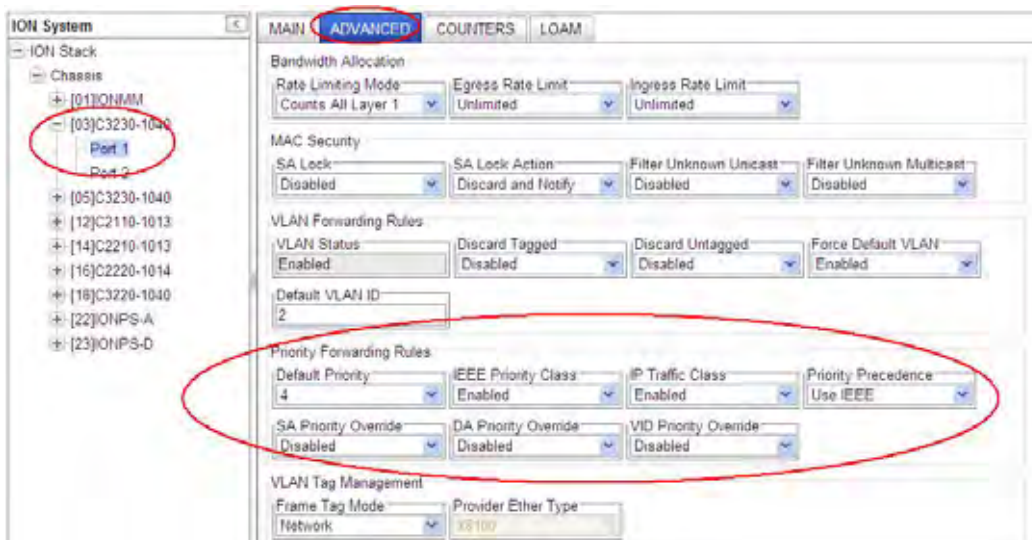 ION System
ION Stack
Chassis
[01]IONMM
[03]C3230-1040
Port 1
Port 2
[05]C3230-1040
[12]C2110-1013
[14]C2210-1013
[16]C2220-1014
[18]C3220-1040
[22]IONPS-A
[23]IONPS-D
MAIN ADVANCED COUNTERS LOAM
Bandwidth Allocation
Rate Limiting Mode Egress Rate Limit Ingress Rate Limit
Counts All Layer 1 Unlimited Unlimited
MAC Security
SA Lock SA Lock Action Filter Unknown Unicast Filter Unknown Multicast
Disabled Discard and Notify Disabled Disabled
VLAN Forwarding Rules
VLAN Status Discard Tagged Discard Untagged Force Default VLAN
Enabled Disabled Disabled Enabled
Default VLAN ID
2
Priority Forwarding Rules
Default Priority IEEE Priority Class IP Traffic Class Priority Precedence
4 Enabled Enabled Use IEEE
SA Priority Override DA Priority Override VID Priority Override
Disabled Disabled Disabled
VLAN Tag Management
Frame Tag Mode Provider Ether Type
Network X8100